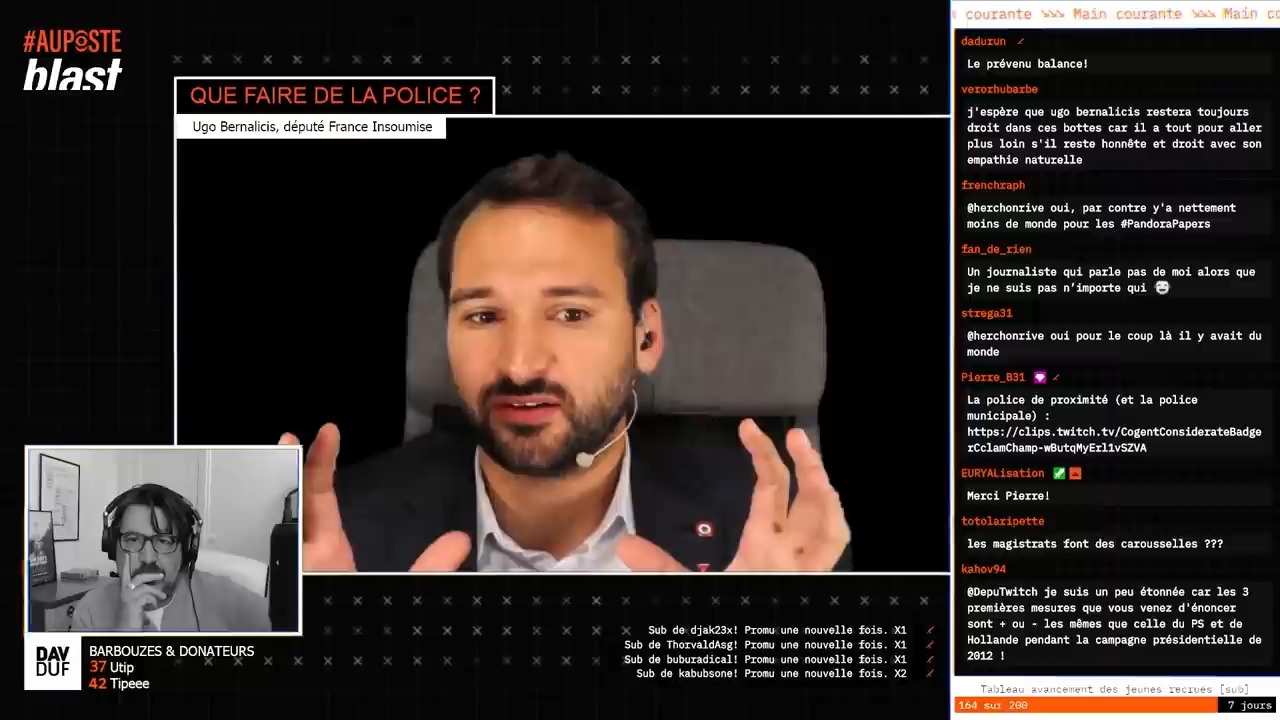 #AUPOSTE
blast
QUE FAIRE DE LA POLICE ?
Ugo Bernalicis, député France Insoumise
DAV
DUF
BARBOUZES & DONATEURS
37 Utip
42 Tipeee
Sub de djak23x! Promu une nouvelle fois. X1
Sub de ThorvaldAsg! Promu une nouvelle fois. X1
Sub de buburadical! Promu une nouvelle fois. X1
Sub de kabubsone! Promu une nouvelle fois. X2
courante >>> Main courante >>> Main co
dadurun
Le prévenu balance!
verorhubarbe
j'espère que ugo bernalicis restera toujours
droit dans ces bottes car il a tout pour aller
plus loin s'il reste honnête et droit avec son
empathie naturelle
frenchraph
@herchonrive oui, par contre y'a nettement
moins de monde pour les #PandoraPapers
fan_de_rien
Un journaliste qui parle pas de moi alors que
je ne suis pas n’importe qui
strega31
@herchonrive oui pour le coup là il y avait du
monde
Pierre_B31
La police de proximité (et la police
municipale) :
https://clips.twitch.tv/CogentConsiderateBadge
rCclamChamp-wButqMyErl1vSZVA
EURYALisation
Merci Pierre!
totolaripette
les magistrats font des carousselles ???
kahov94
@DepuTwitch je suis un peu étonnée car les 3
premières mesures que vous venez d'énoncer
sont + ou - les mêmes que celle du PS et de
Hollande pendant la campagne présidentielle de
2012 !
Tableau avancement des jeunes recrues [sub]
164 sur 200
7 jours